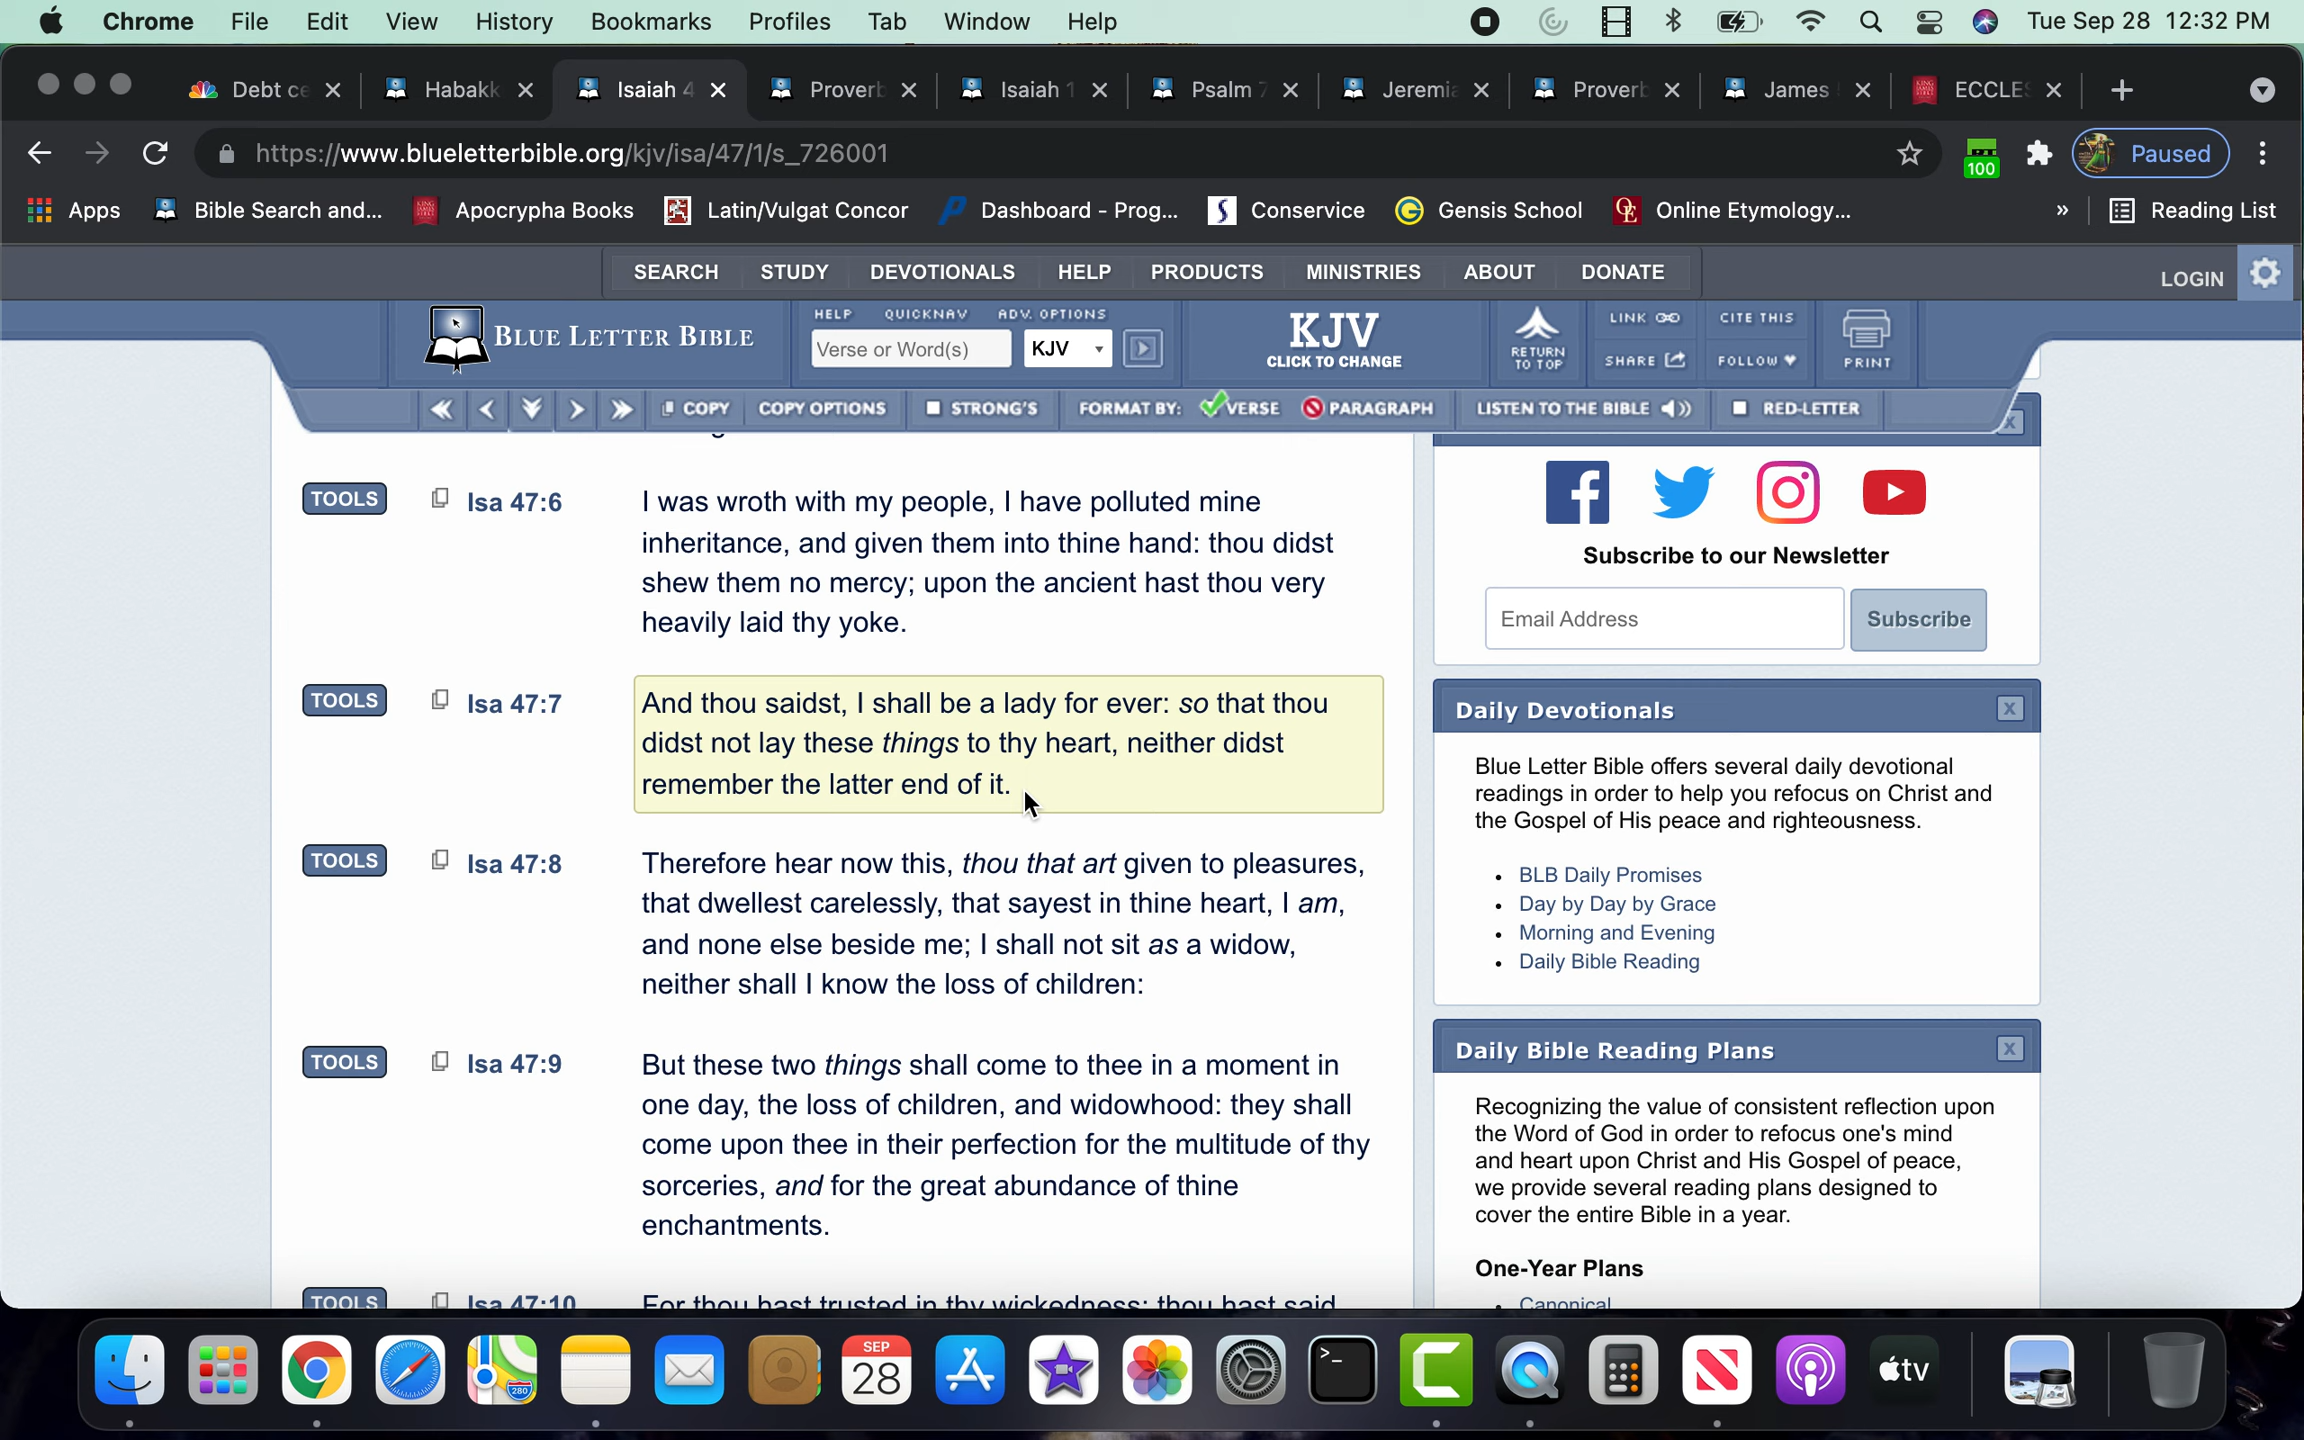 Chrome File Edit View History Bookmarks Profiles Tab Window Help Tue Sep 28 12:32 PM
Debt ce Habakk Isaiah 4 Proverb Isaiah 1 Psalm 7 Jeremia Proverb James ECCLES
https://www.blueletterbible.org/kjv/isa/47/1/s_726001 100 Paused
Apps Bible Search and... Apocrypha Books Latin/Vulgat Concor Dashboard - Prog... Conservice Gensis School Online Etymology... » Reading List
SEARCH STUDY DEVOTIONALS HELP PRODUCTS MINISTRIES ABOUT DONATE LOGIN
BLUE LETTER BIBLE
HELP QUICKNAV ADV. OPTIONS
Verse or Word(s) KJV
KJV
CLICK TO CHANGE
RETURN
TO TOP
LINK CITE THIS
SHARE FOLLOW
PRINT
COPY COPY OPTIONS STRONG'S FORMAT BY: VERSE PARAGRAPH LISTEN TO THE BIBLE RED-LETTER
TOOLS Isa 47:6 I was wroth with my people, I have polluted mine
inheritance, and given them into thine hand: thou didst
shew them no mercy; upon the ancient hast thou very
heavily laid thy yoke.
TOOLS Isa 47:7 And thou saidst, I shall be a lady for ever: so that thou
didst not lay these things to thy heart, neither didst
remember the latter end of it.
TOOLS Isa 47:8 Therefore hear now this, thou that art given to pleasures,
that dwellest carelessly, that sayest in thine heart, I am,
and none else beside me; I shall not sit as a widow,
neither shall I know the loss of children:
TOOLS Isa 47:9 But these two things shall come to thee in a moment in
one day, the loss of children, and widowhood: they shall
come upon thee in their perfection for the multitude of thy
sorceries, and for the great abundance of thine
enchantments.
TOOLS Isa 47:10 For thou hast trusted in thy wickedness: thou hast said,
X
Subscribe to our Newsletter
Email Address Subscribe
Daily Devotionals X
Blue Letter Bible offers several daily devotional
readings in order to help you refocus on Christ and
the Gospel of His peace and righteousness.
• BLB Daily Promises
• Day by Day by Grace
• Morning and Evening
• Daily Bible Reading
Daily Bible Reading Plans X
Recognizing the value of consistent reflection upon
the Word of God in order to refocus one's mind
and heart upon Christ and His Gospel of peace,
we provide several reading plans designed to
cover the entire Bible in a year.
One-Year Plans
• Canonical
280
SEP
28
tv